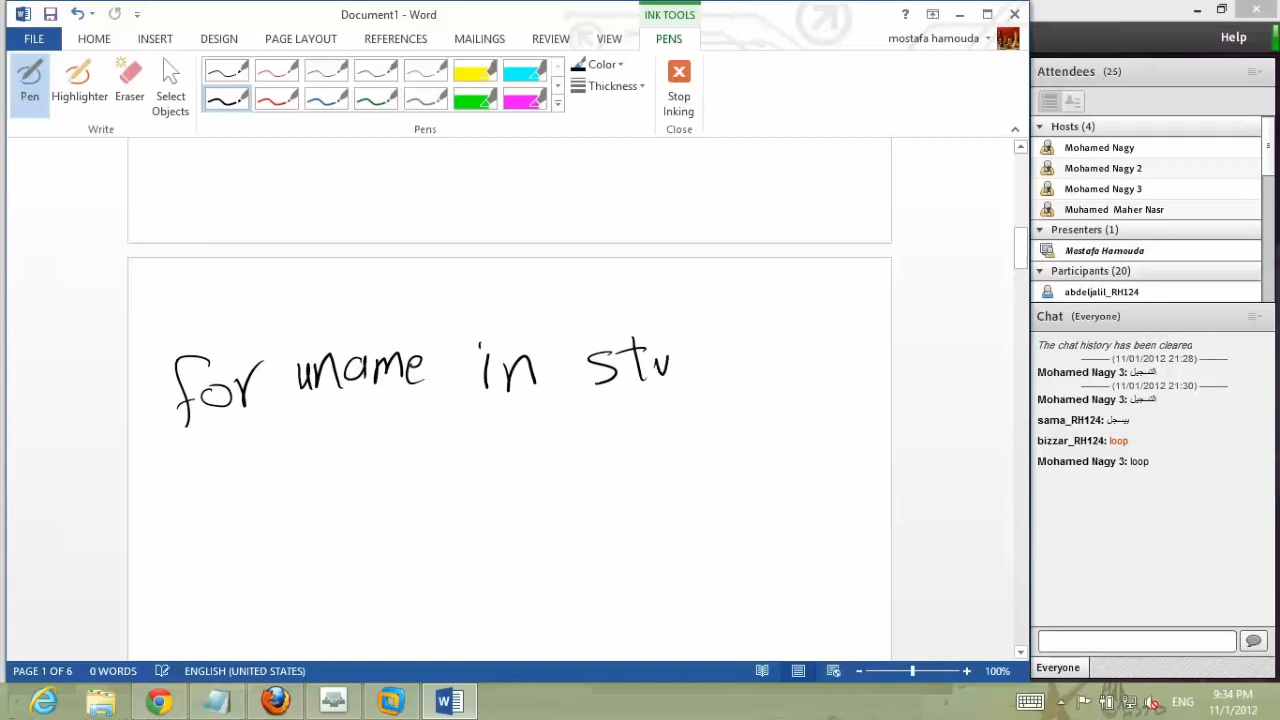 Document1 - Word
INK TOOLS
FILE
HOME
INSERT
DESIGN
PAGE LAYOUT
REFERENCES
MAILINGS
REVIEW
VIEW
PENS
mostafa hamouda
Pen
Highlighter
Eraser
Select Objects
Write
Color
Thickness
Pens
Stop Inking
Close
for uname in stu
PAGE 1 OF 6
0 WORDS
ENGLISH (UNITED STATES)
100%
Help
Attendees (25)
Hosts (4)
Mohamed Nagy
Mohamed Nagy 2
Mohamed Nagy 3
Muhamed Maher Nasr
Presenters (1)
Mostafa Hamouda
Participants (20)
abdeljalil_RH124
Chat (Everyone)
The chat history has been cleared
------- (11/01/2012 21:28) -------
Mohamed Nagy 3: التسجيل
------- (11/01/2012 21:30) -------
Mohamed Nagy 3: التسجيل
sama_RH124: بيسجل
bizzar_RH124: loop
Mohamed Nagy 3: loop
Everyone
ENG
9:34 PM
11/1/2012